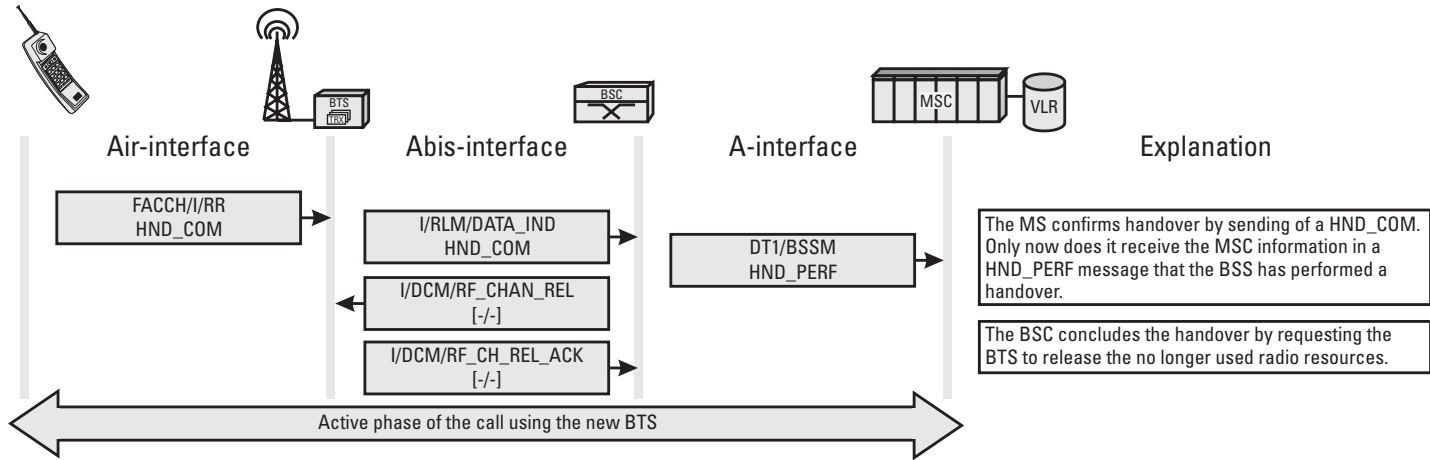 BTS
TRX
BSC
MSC
VLR
Air-interface
Abis-interface
A-interface
Explanation
FACCH/I/RR
HND_COM
I/RLM/DATA_IND
HND_COM
DT1/BSSM
HND_PERF
I/DCM/RF_CHAN_REL
[-/-]
I/DCM/RF_CH_REL_ACK
[-/-]
The MS confirms handover by sending of a HND_COM.
Only now does it receive the MSC information in a
HND_PERF message that the BSS has performed a
handover.
The BSC concludes the handover by requesting the
BTS to release the no longer used radio resources.
Active phase of the call using the new BTS